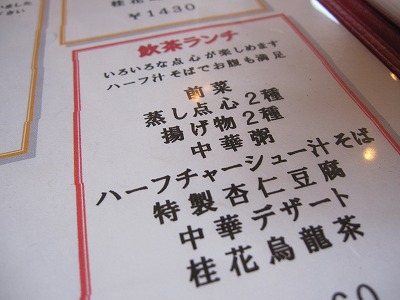 桂花
￥1430
飲茶ランチ
いろいろな点心が楽しめます
ハーフ汁そばでお腹も満足
前菜
蒸し点心2種
揚げ物2種
中華粥
ハーフチャーシュー汁そば
特製杏仁豆腐
中華デザート
桂花烏龍茶